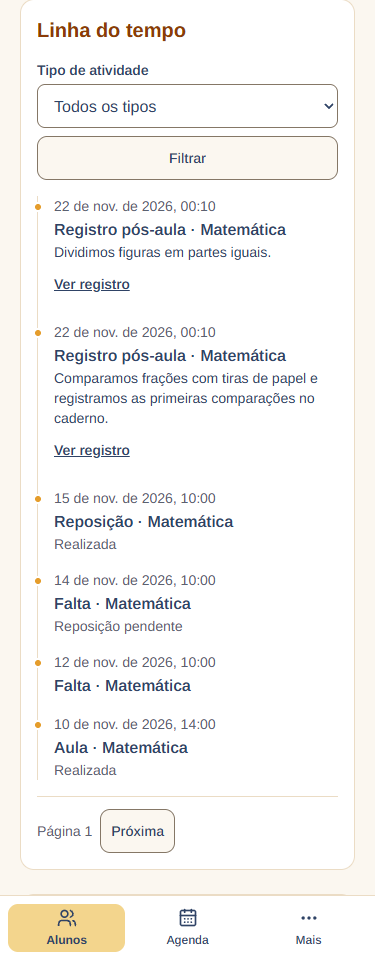 Linha do tempo
Tipo de atividade
Todos os tipos
Filtrar
22 de nov. de 2026, 00:10
Registro pós-aula · Matemática
Dividimos figuras em partes iguais.
Ver registro
22 de nov. de 2026, 00:10
Registro pós-aula · Matemática
Comparamos frações com tiras de papel e
registramos as primeiras comparações no
caderno.
Ver registro
15 de nov. de 2026, 10:00
Reposição · Matemática
Realizada
14 de nov. de 2026, 10:00
Falta · Matemática
Reposição pendente
12 de nov. de 2026, 10:00
Falta · Matemática
10 de nov. de 2026, 14:00
Aula · Matemática
Realizada
Página 1
Próxima
Alunos
Agenda
Mais